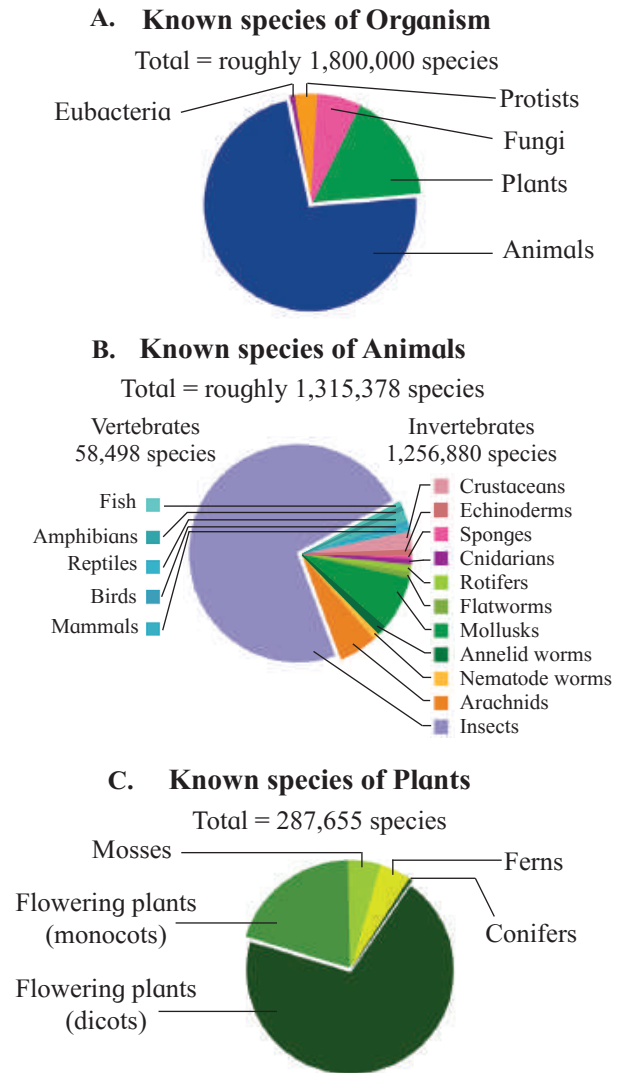 A. Known species of Organism
Total = roughly 1,800,000 species
Eubacteria
Protists
Fungi
Plants
Animals
B. Known species of Animals
Total = roughly 1,315,378 species
Vertebrates
58,498 species
Fish
Amphibians
Reptiles
Birds
Mammals
Invertebrates
1,256,880 species
Crustaceans
Echinoderms
Sponges
Cnidarians
Rotifers
Flatworms
Mollusks
Annelid worms
Nematode worms
Arachnids
Insects
C. Known species of Plants
Total = 287,655 species
Mosses
Ferns
Flowering plants
(monocots)
Conifers
Flowering plants
(dicots)